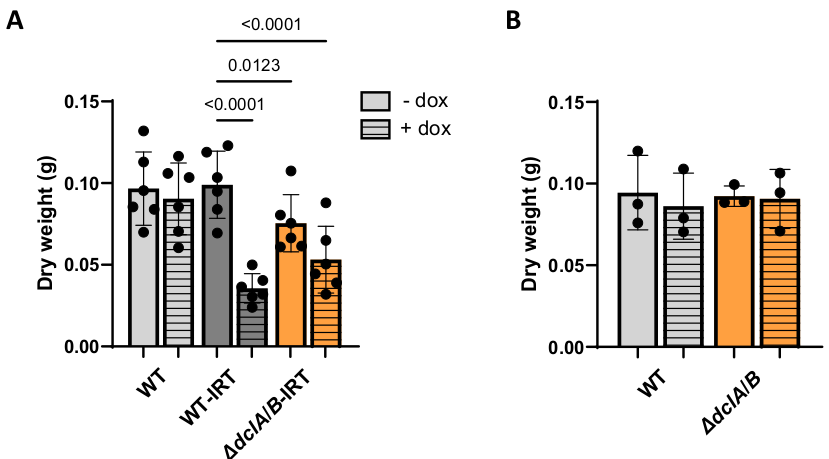 A
B
<0.0001
0.0123
<0.0001
- dox
+ dox
Dry weight (g)
0.15
0.10
0.05
0.00
WT
WT-IRT
ΔdclA/B-IRT
Dry weight (g)
0.15
0.10
0.05
0.00
WT
ΔdclA/B